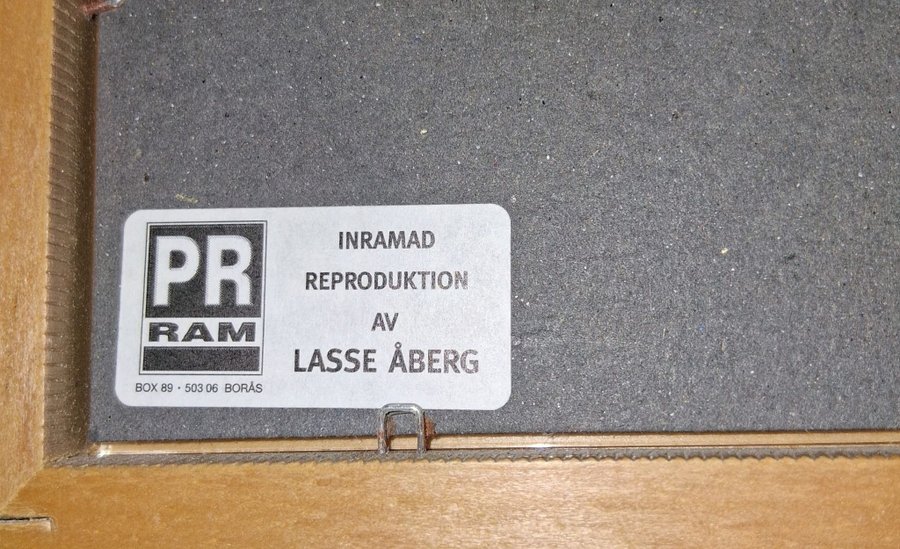 PR
RAM
BOX 89 · 503 06 BORÅS
INRAMAD
REPRODUKTION
AV
LASSE ÅBERG